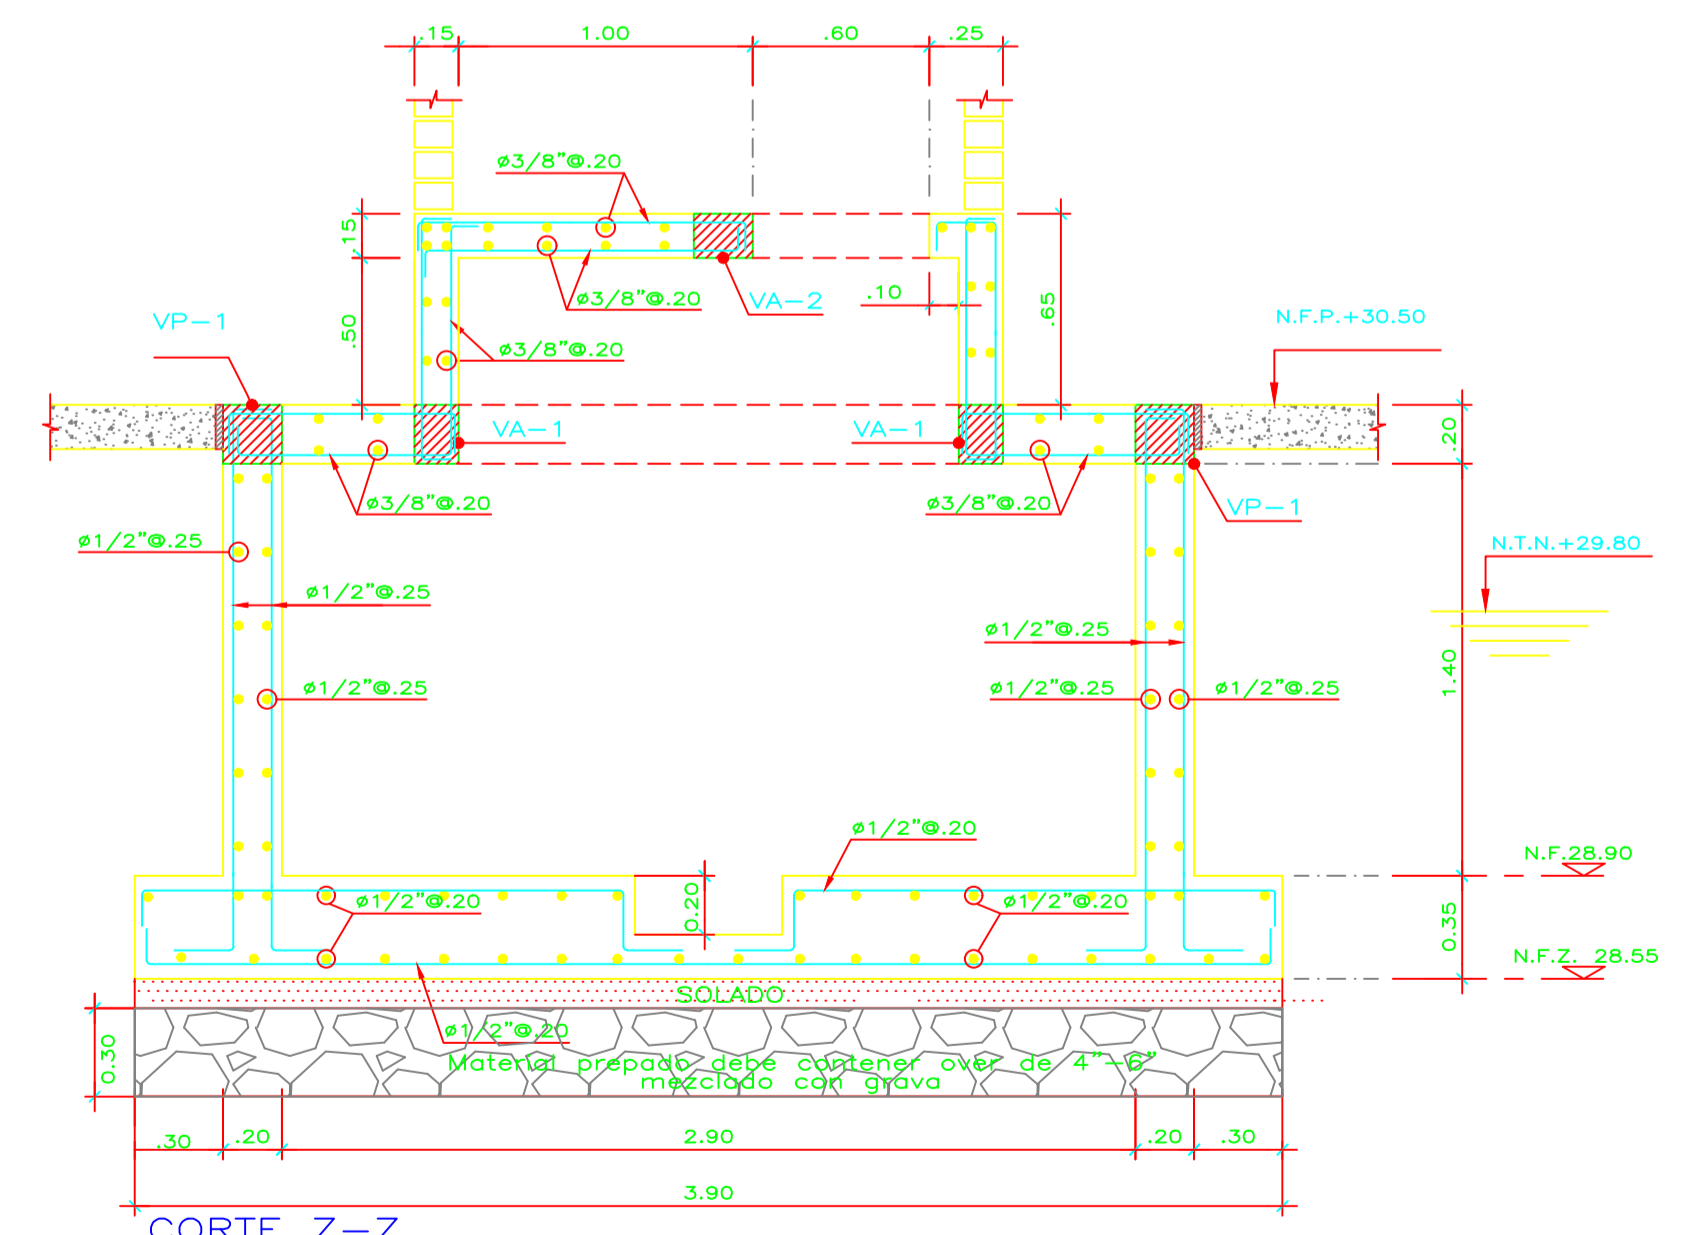 .15
1.00
.60
.25
ø3/8"@.20
.15
ø3/8"@.20
VA-2
.10
.65
VP-1
.50
ø3/8"@.20
N.F.P.+30.50
VA-1
VA-1
.20
ø3/8"@.20
ø3/8"@.20
VP-1
ø1/2"@.25
N.T.N.+29.80
ø1/2"@.25
ø1/2"@.25
1.40
ø1/2"@.25
ø1/2"@.25
ø1/2"@.25
ø1/2"@.20
N.F.28.90
0.20
ø1/2"@.20
ø1/2"@.20
0.35
N.F.Z. 28.55
SOLADO
ø1/2"@.20
0.30
Material prepado debe contener over de 4"-6"
mezclado con grava
.30
.20
2.90
.20
.30
3.90
CORTE Z-Z